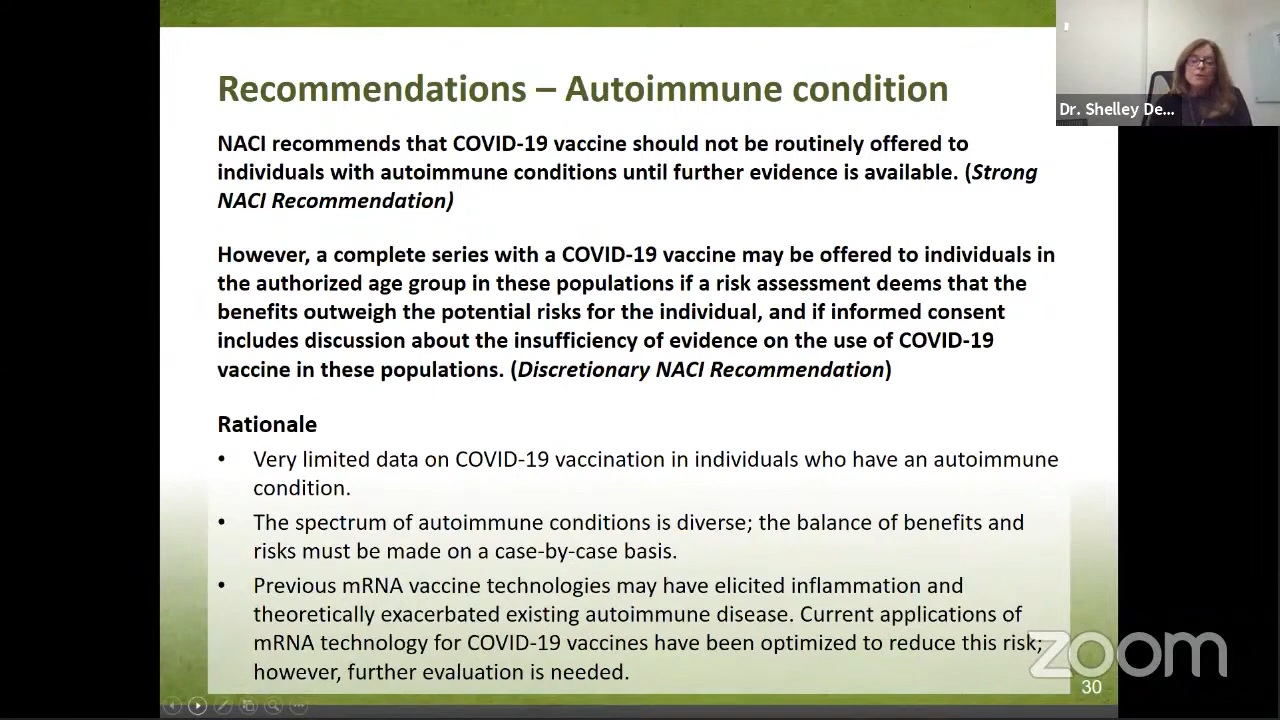 Recommendations – Autoimmune condition
Dr. Shelley De...
NACI recommends that COVID-19 vaccine should not be routinely offered to
individuals with autoimmune conditions until further evidence is available. (Strong
NACI Recommendation)
However, a complete series with a COVID-19 vaccine may be offered to individuals in
the authorized age group in these populations if a risk assessment deems that the
benefits outweigh the potential risks for the individual, and if informed consent
includes discussion about the insufficiency of evidence on the use of COVID-19
vaccine in these populations. (Discretionary NACI Recommendation)
Rationale
• Very limited data on COVID-19 vaccination in individuals who have an autoimmune
condition.
• The spectrum of autoimmune conditions is diverse; the balance of benefits and
risks must be made on a case-by-case basis.
• Previous mRNA vaccine technologies may have elicited inflammation and
theoretically exacerbated existing autoimmune disease. Current applications of
mRNA technology for COVID-19 vaccines have been optimized to reduce this risk;
however, further evaluation is needed.
zoom
30